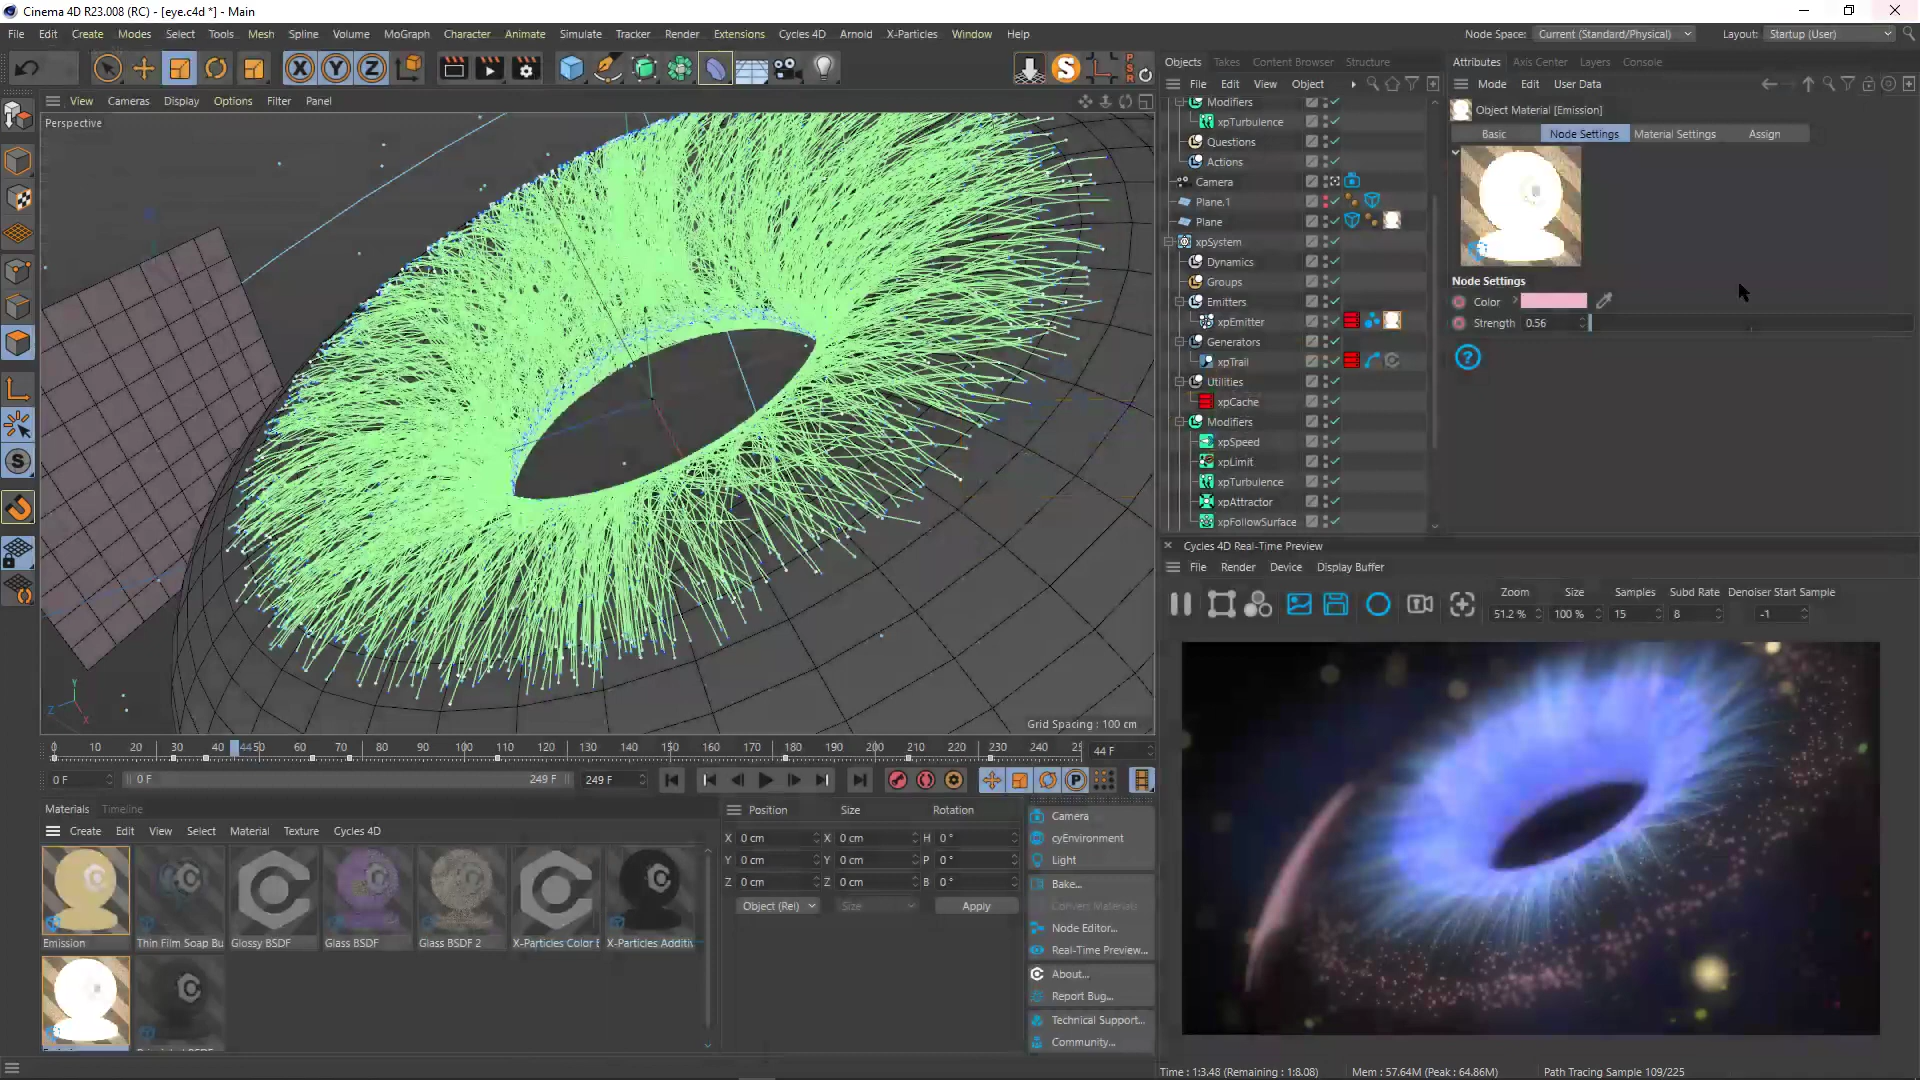 Cinema 4D R23.008 (RC) - [eye.c4d *] - Main
File Edit Create Modes Select Tools Mesh Spline Volume MoGraph Character Animate Simulate Tracker Render Extensions Cycles 4D Arnold X-Particles Window Help
Node Space: Current (Standard/Physical) Layout: Startup (User)
View Cameras Display Options Filter Panel
Perspective
Grid Spacing : 100 cm
Objects Takes Content Browser Structure
File Edit View Object
Modifiers
xpTurbulence
Questions
Actions
Camera
Plane.1
Plane
xpSystem
Dynamics
Groups
Emitters
xpEmitter
Generators
xpTrail
Utilities
xpCache
Modifiers
xpSpeed
xpLimit
xpTurbulence
xpAttractor
xpFollowSurface
Attributes Axis Center Layers Console
Mode Edit User Data
Object Material [Emission]
Basic Node Settings Material Settings Assign
Node Settings
Color
Strength 0.56
Cycles 4D Real-Time Preview
File Render Device Display Buffer
Zoom Size Samples Subd Rate Denoiser Start Sample
51.2 % 100 % 15 8 -1
Time : 1:3.48 (Remaining : 1:8.08) Mem : 57.64M (Peak : 64.86M) Path Tracing Sample 109/225
0 10 20 30 40 44 50 60 70 80 90 100 110 120 130 140 150 160 170 180 190 200 210 220 230 240 44 F
0 F 0 F 249 F 249 F
Materials Timeline
Create Edit View Select Material Texture Cycles 4D
Emission Thin Film Soap Bu Glossy BSDF Glass BSDF Glass BSDF 2 X-Particles Color E X-Particles Additiv
Position Size Rotation
X 0 cm X 0 cm H 0 °
Y 0 cm Y 0 cm P 0 °
Z 0 cm Z 0 cm B 0 °
Object (Rel) Size Apply
Camera
cyEnvironment
Light
Bake...
Convert Materials
Node Editor...
Real-Time Preview...
About...
Report Bug...
Technical Support...
Community...